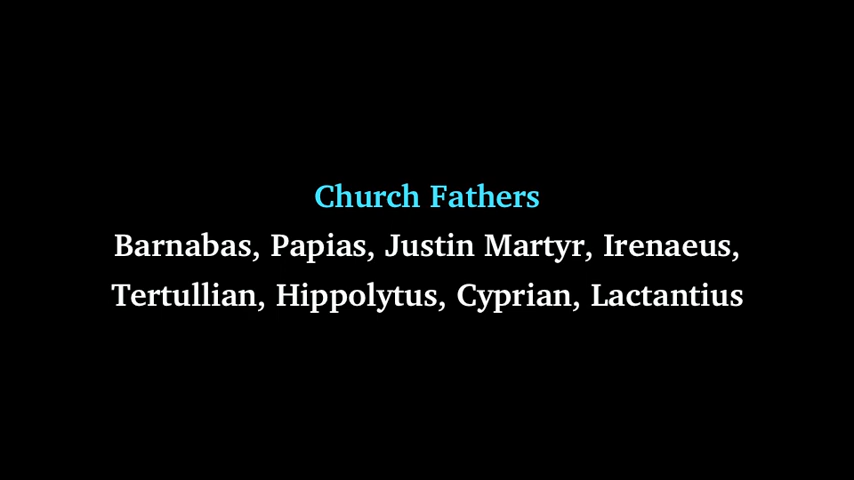 Church Fathers
Barnabas, Papias, Justin Martyr, Irenaeus,
Tertullian, Hippolytus, Cyprian, Lactantius